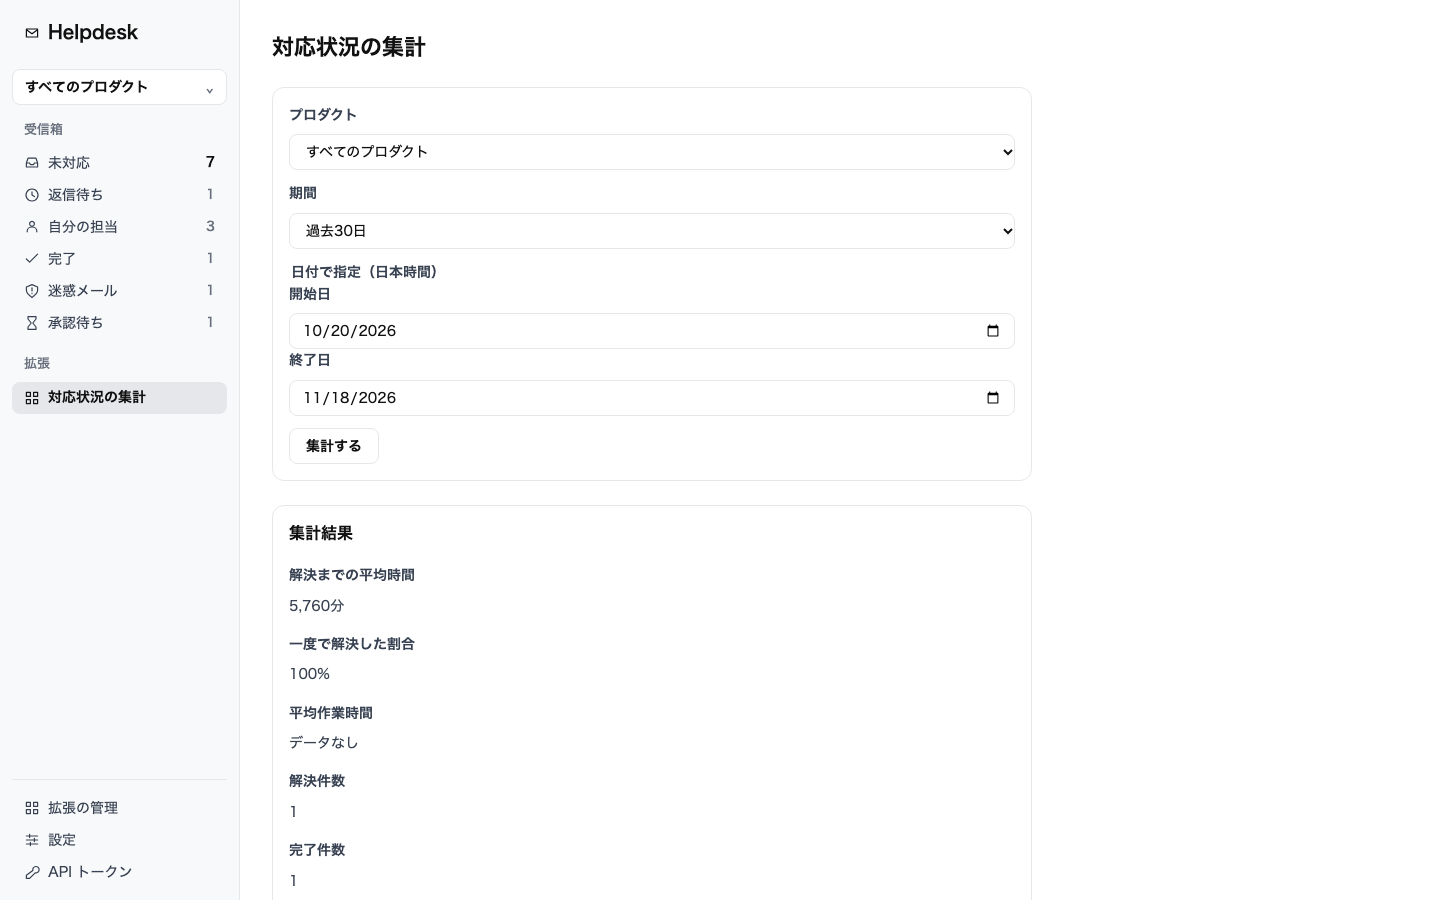 Helpdesk
すべてのプロダクト
受信箱
未対応 7
返信待ち 1
自分の担当 3
完了 1
迷惑メール 1
承認待ち 1
拡張
対応状況の集計
拡張の管理
設定
API トークン
対応状況の集計
プロダクト
すべてのプロダクト
期間
過去30日
日付で指定（日本時間）
開始日
10/20/2026
終了日
11/18/2026
集計する
集計結果
解決までの平均時間
5,760分
一度で解決した割合
100%
平均作業時間
データなし
解決件数
1
完了件数
1